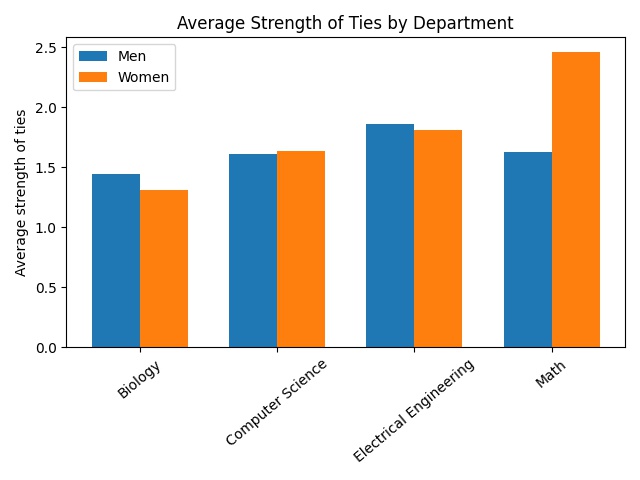 Average Strength of Ties by Department
Men
Women
Average strength of ties
2.5
2.0
1.5
1.0
0.5
0.0
Biology
Computer Science
Electrical Engineering
Math